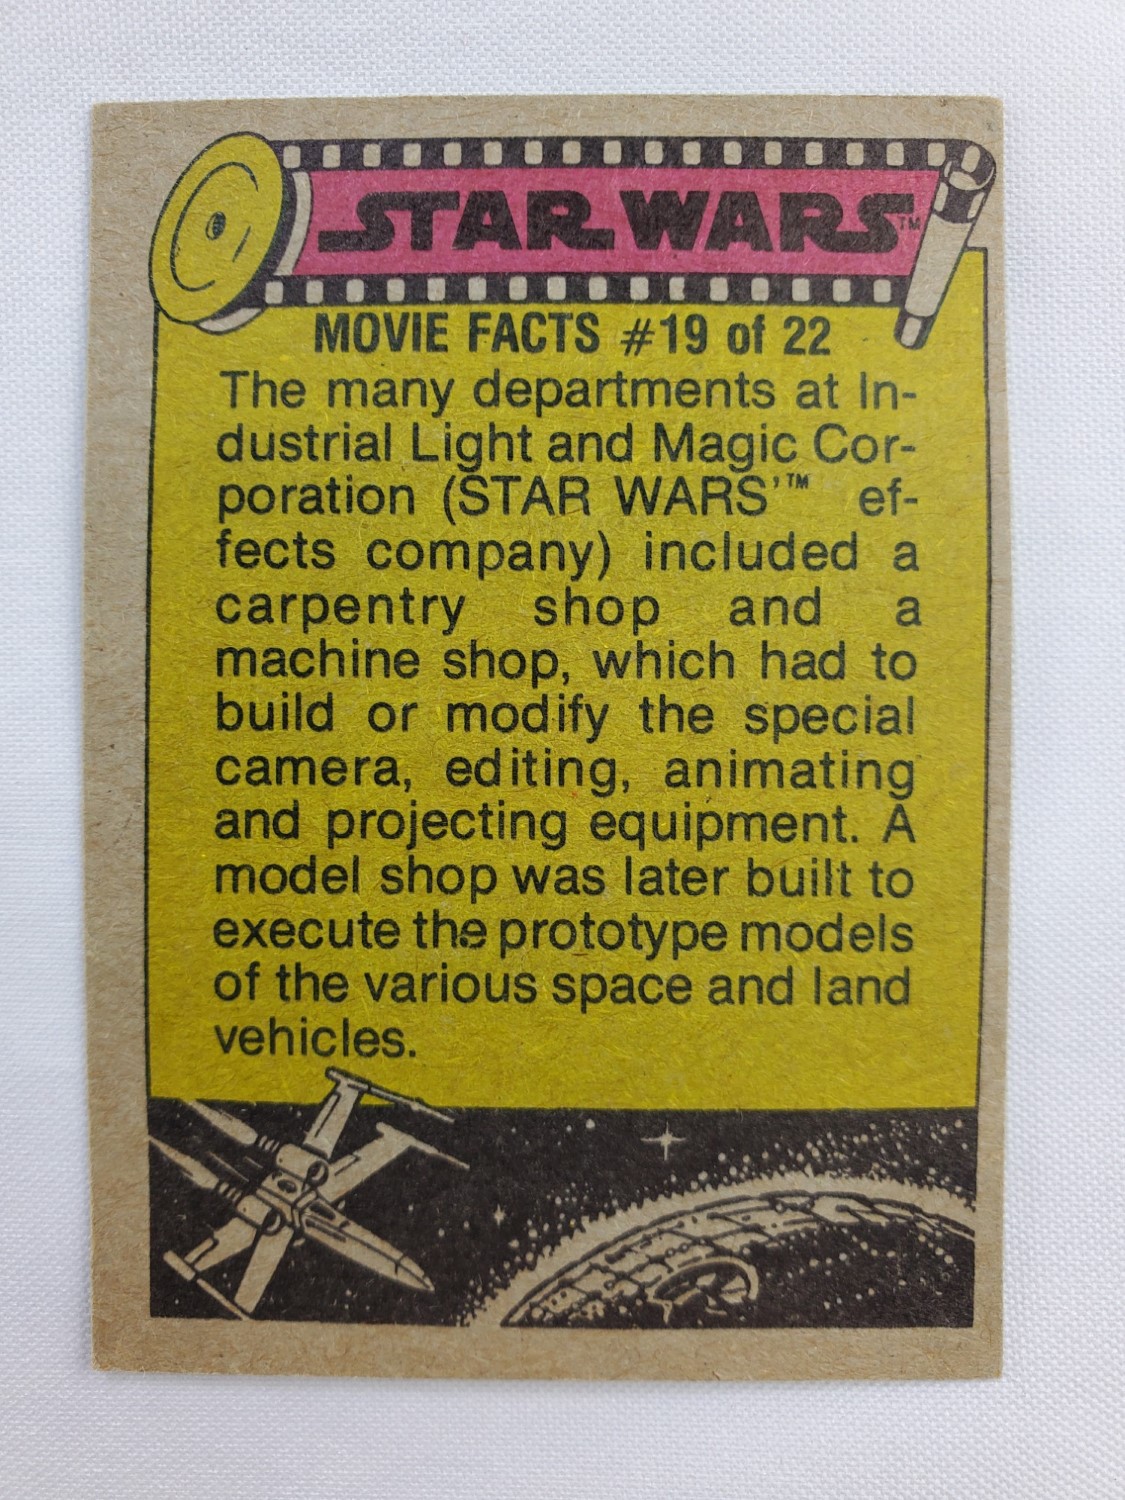 STAR WARS™
MOVIE FACTS #19 of 22
The many departments at In-
dustrial Light and Magic Cor-
poration (STAR WARS'™ ef-
fects company) included a
carpentry shop and a
machine shop, which had to
build or modify the special
camera, editing, animating
and projecting equipment. A
model shop was later built to
execute the prototype models
of the various space and land
vehicles.